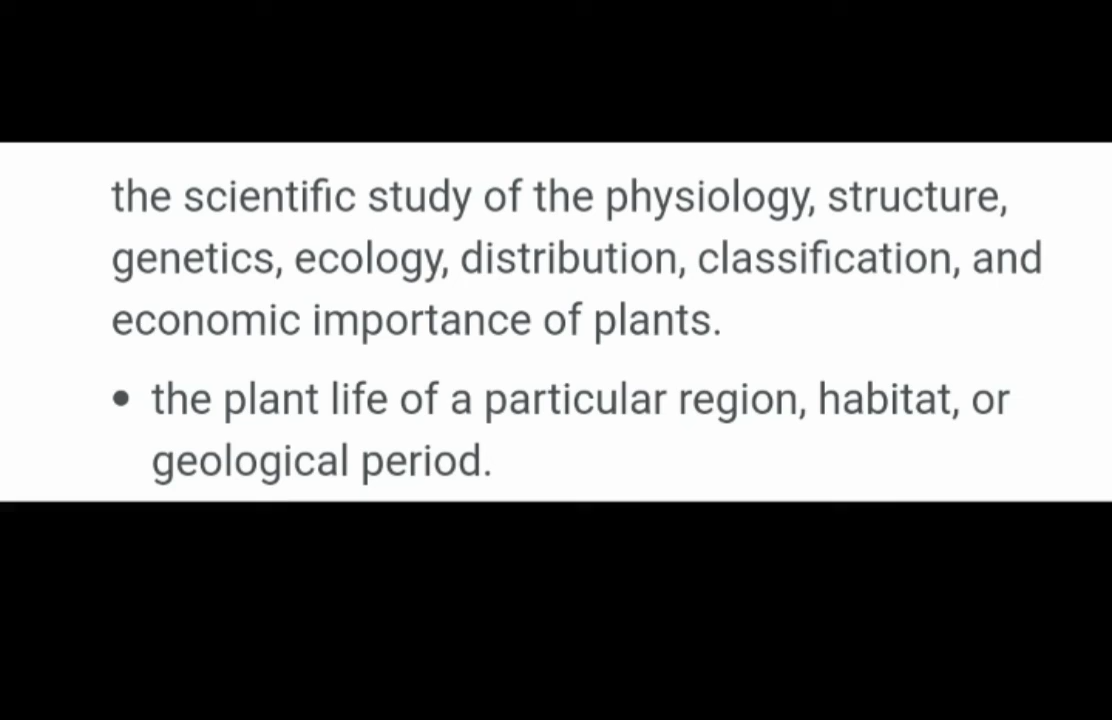 the scientific study of the physiology, structure,
genetics, ecology, distribution, classification, and
economic importance of plants.
• the plant life of a particular region, habitat, or
geological period.